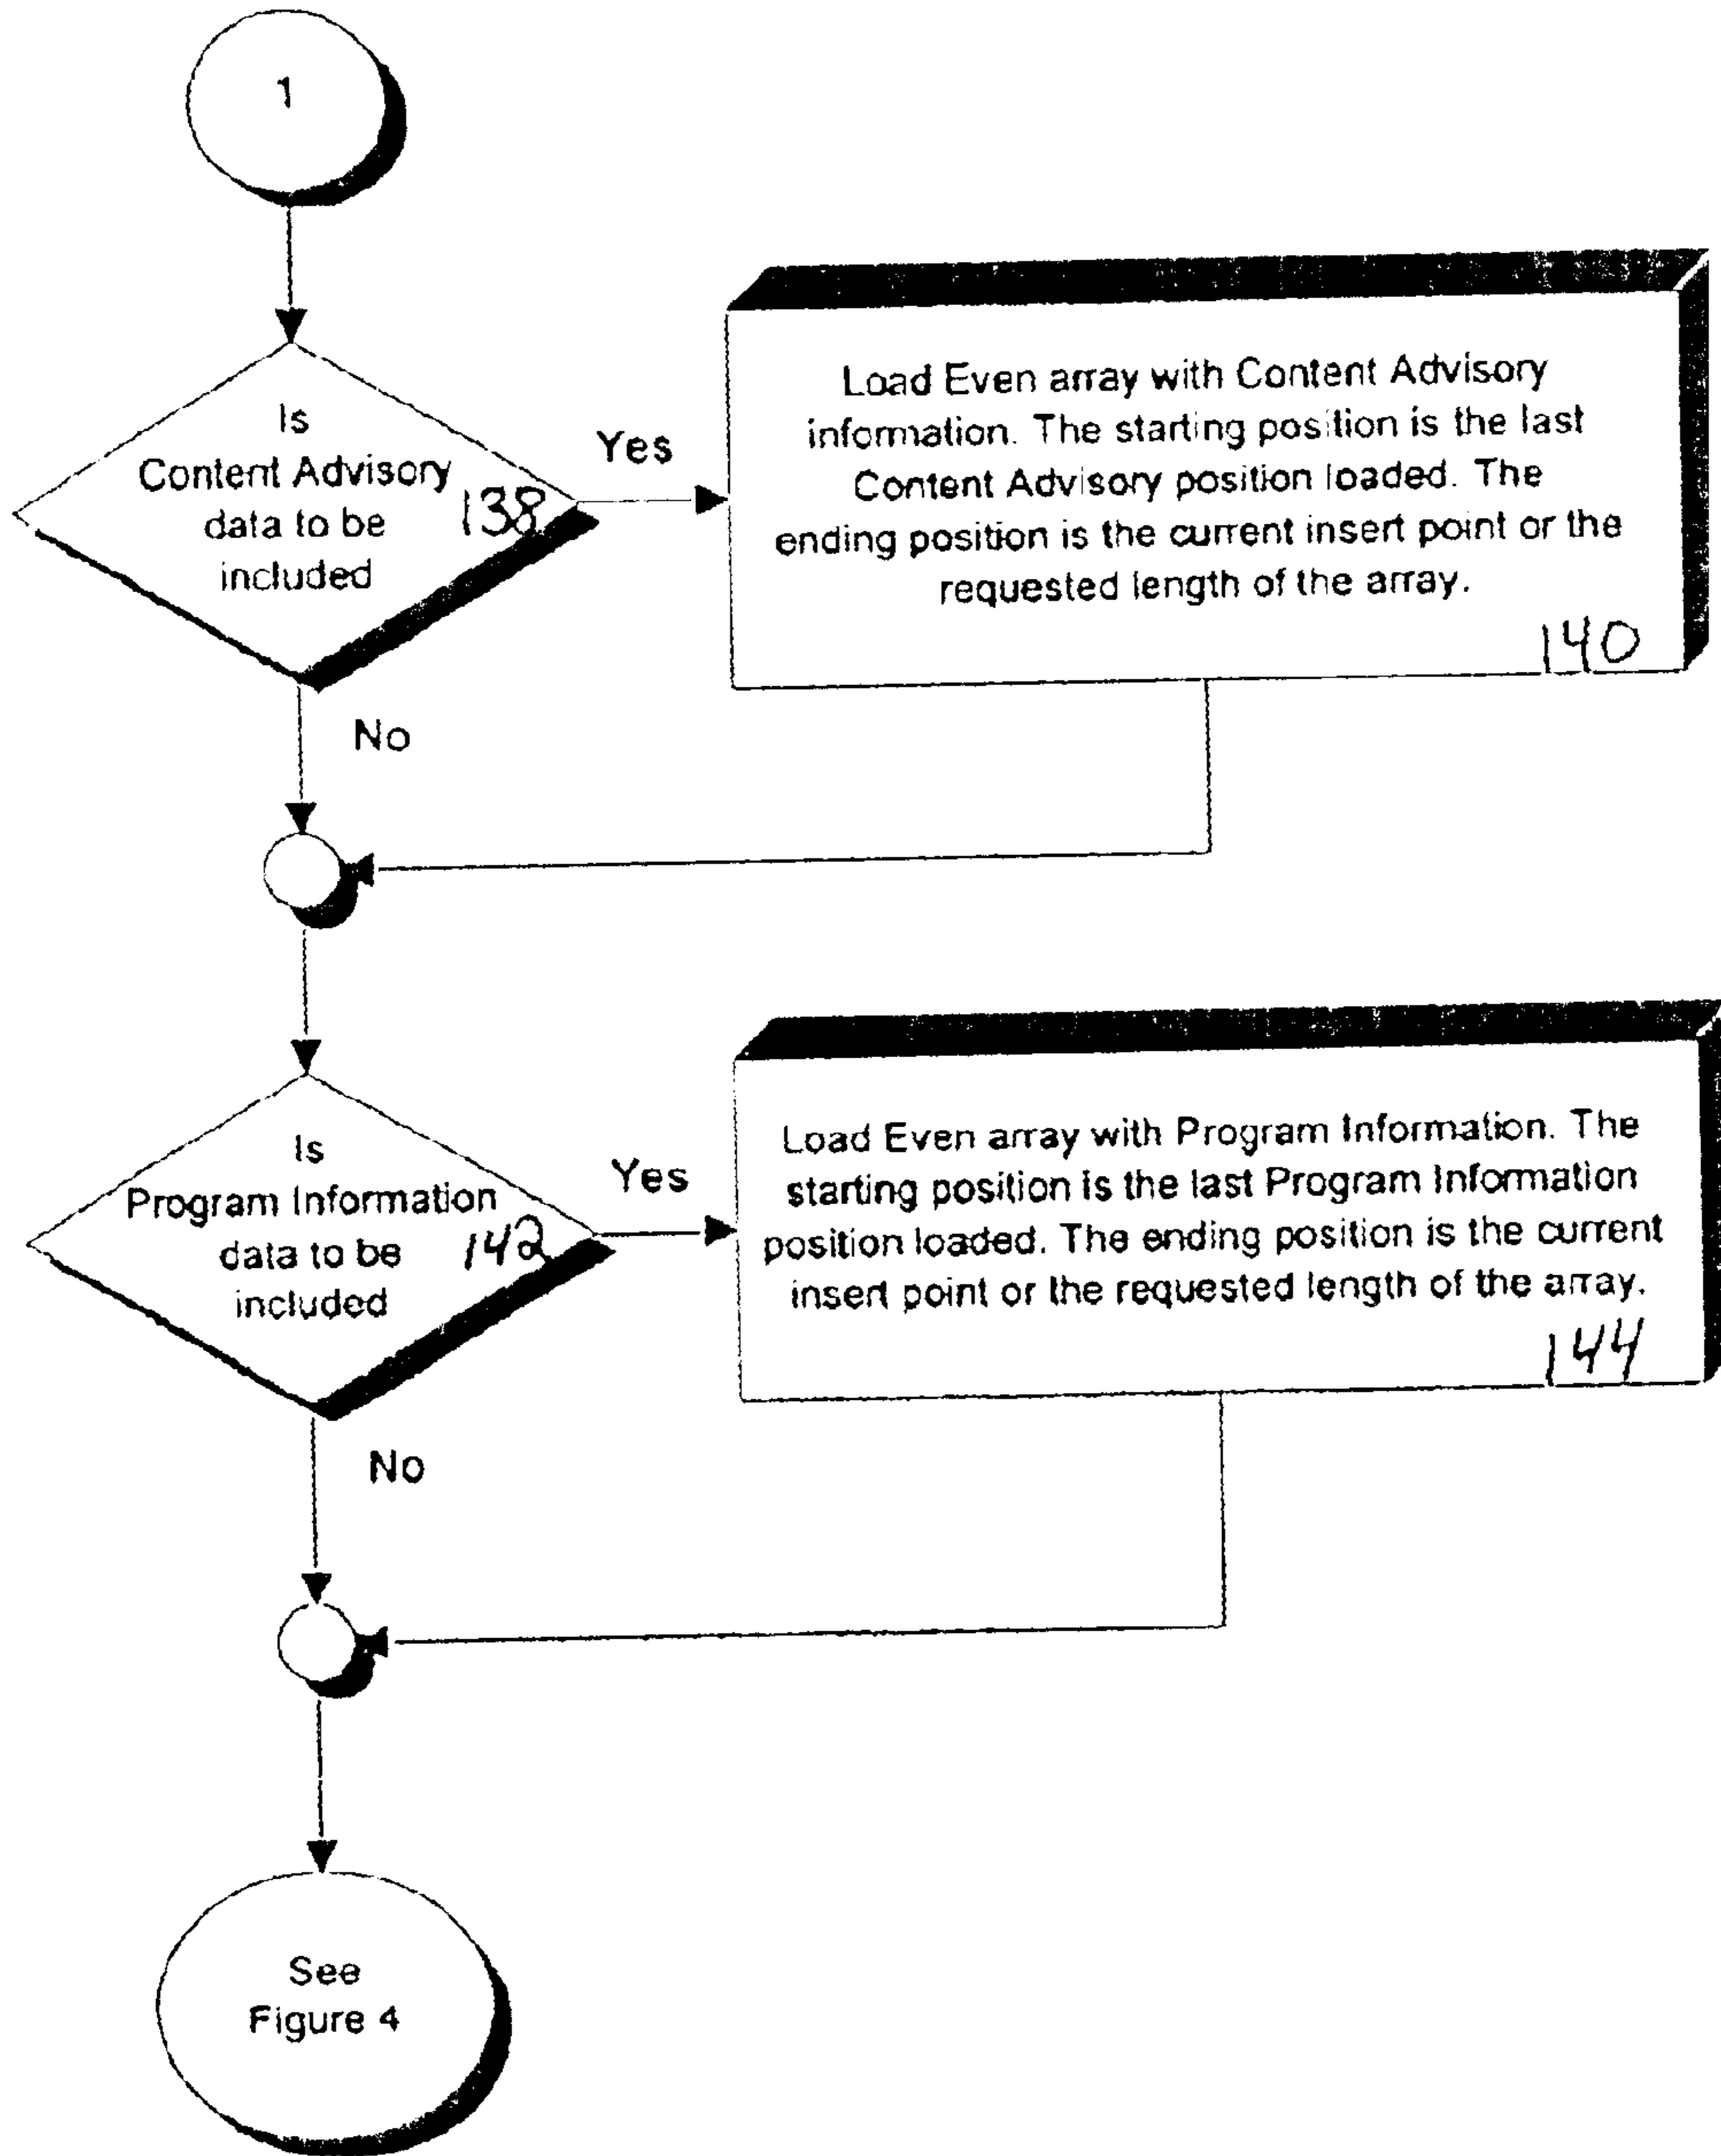 1
Is
Content Advisory
data to be
included
138
Yes
Load Even array with Content Advisory
information. The starting position is the last
Content Advisory position loaded. The
ending position is the current insert point or the
requested length of the array.
140
No
Is
Program Information
data to be
included
142
Yes
Load Even array with Program Information. The
starting position is the last Program Information
position loaded. The ending position is the current
insert point or the requested length of the array.
144
No
See
Figure 4